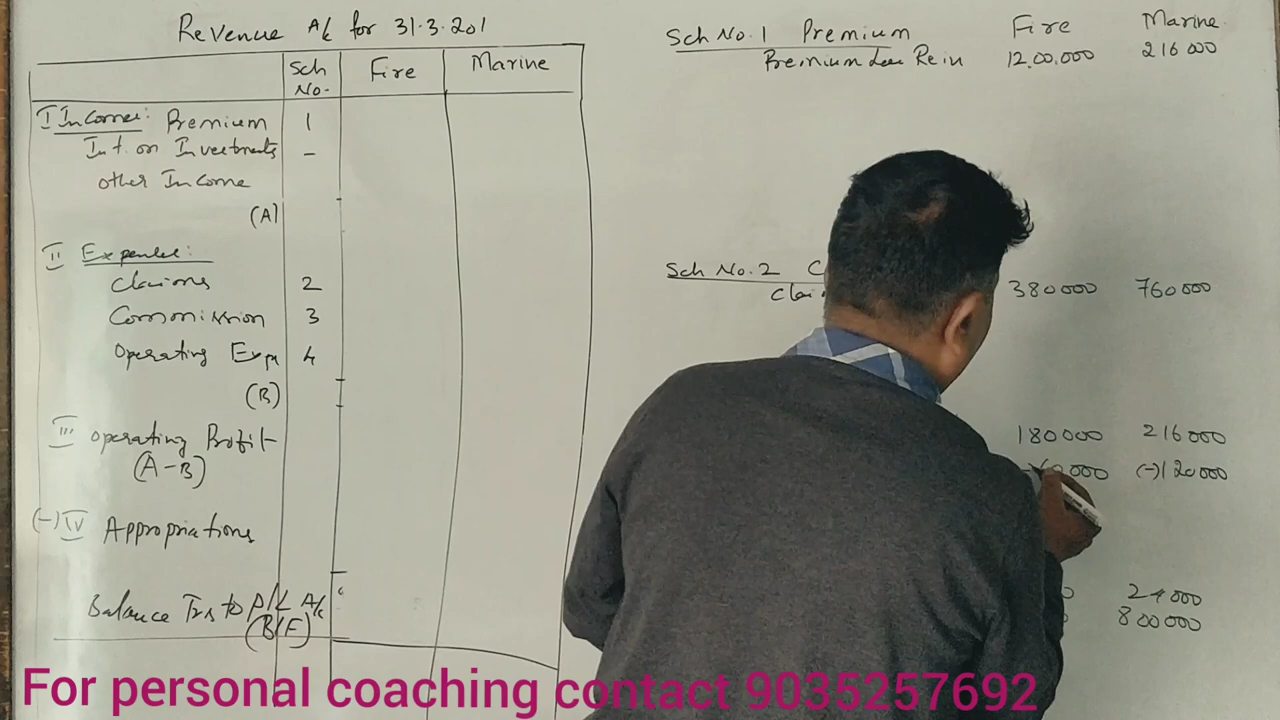 Revenue A/c for 31.3.201
Sch No. Fire Marine
I Income: Premium 1
Int. on Investments -
other Income
(A)
II Expenses:
Claims 2
Commission 3
Operating Exp 4
(B)
III Operating Profit
(A-B)
(-) IV Appropriations
Balance Trs to P/L A/c
(B/F)
Sch No. 1 Premium Fire Marine
Premium Less Rein 12,00,000 216000
Sch No. 2
380000 760000
180000 216000
(-)120000
24000
800000
For personal coaching contact 9035257692